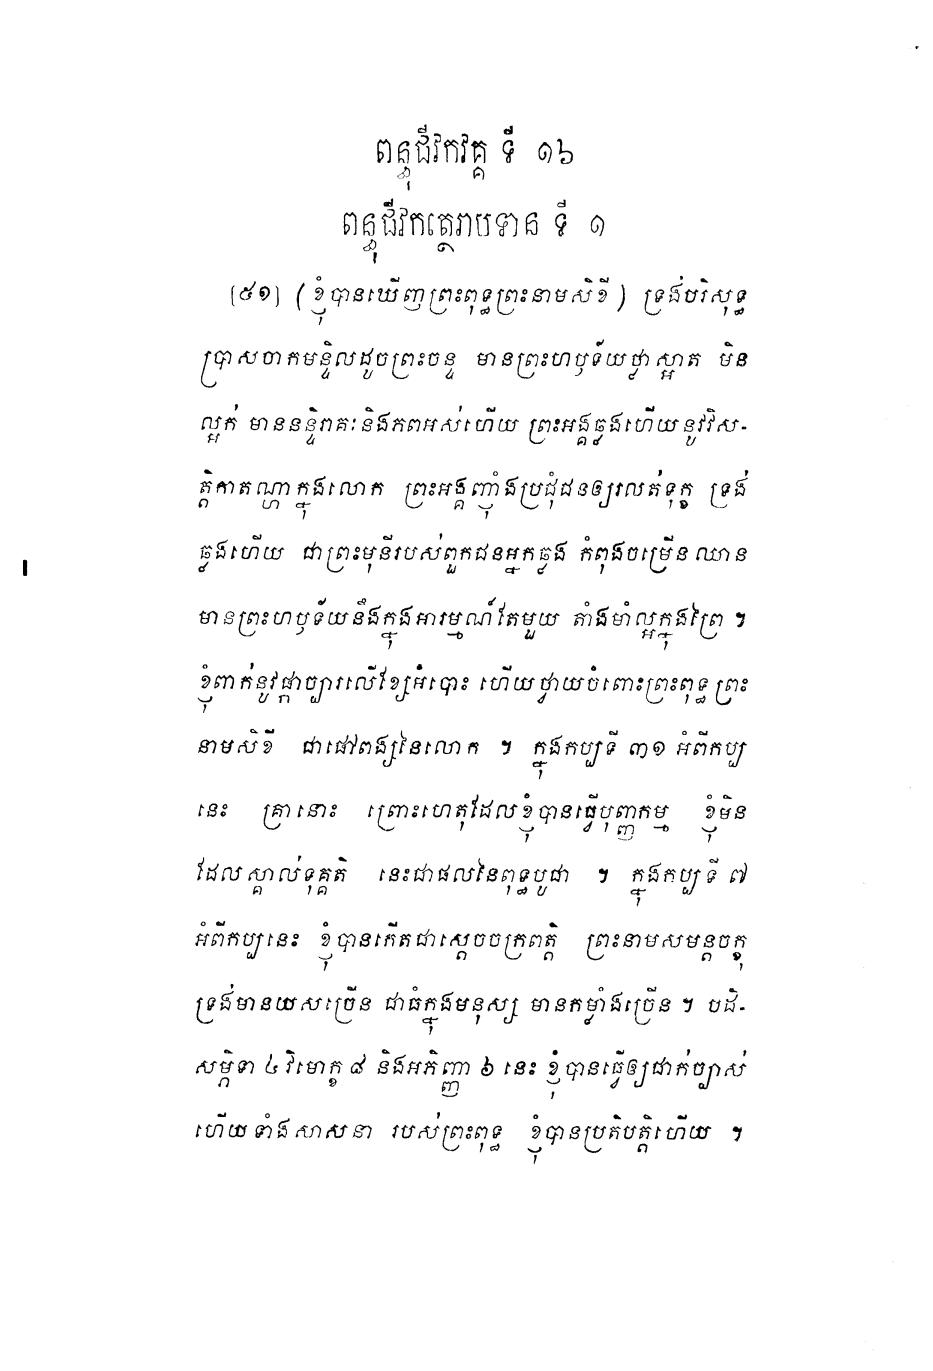 ពន្ធុជីវកវគ្គ ទី ១៦
ពន្ធុជីវកត្ថេរាបទាន ទី ១
[៥១] (ខ្ញុំបានឃើញព្រះពុទ្ធព្រះនាមសិខី) ទ្រង់បរិសុទ្ធ
ប្រាសចាកមន្ទិលដូចព្រះចន្ទ មានព្រះហឫទ័យថ្លាស្អាត មិន
ល្អក់ មាននន្ទិរាគៈនិងភពអស់ហើយ ព្រះអង្គឆ្លងហើយនូវវិស-
ត្តិកាតណ្ហាក្នុងលោក ព្រះអង្គញ៉ាំងប្រជុំជនឲ្យរលត់ទុក្ខ ទ្រង់
ឆ្លងហើយ ជាព្រះមុនីរបស់ពួកជនអ្នកឆ្លង កំពុងចម្រើនឈាន
មានព្រះហឫទ័យនឹងក្នុងអារម្មណ៍តែមួយ តាំងមាំល្អក្នុងព្រៃ ។
ខ្ញុំពាក់នូវផ្កាច្បារលើខ្សែអំបោះ ហើយថ្វាយចំពោះព្រះពុទ្ធ ព្រះ
នាមសិខី ជាផៅពង្សនៃលោក ។ ក្នុងកប្បទី ៣១ អំពីកប្ប
នេះ គ្រានោះ ព្រោះហេតុដែលខ្ញុំបានធ្វើបុញ្ញកម្ម ខ្ញុំមិន
ដែលស្គាល់ទុគ្គតិ នេះជាផលនៃពុទ្ធបូជា ។ ក្នុងកប្បទី ៧
អំពីកប្បនេះ ខ្ញុំបានកើតជាស្តេចចក្រពត្តិ ព្រះនាមសមន្តចក្ខុ
ទ្រង់មានយសច្រើន ជាធំក្នុងមនុស្ស មានកម្លាំងច្រើន ។ បដិ-
សម្ភិទា ៤ វិមោក្ខ ៨ និងអភិញ្ញា ៦ នេះ ខ្ញុំបានធ្វើឲ្យជាក់ច្បាស់
ហើយ ទាំងសាសនា របស់ព្រះពុទ្ធ ខ្ញុំបានប្រតិបត្តិហើយ ។